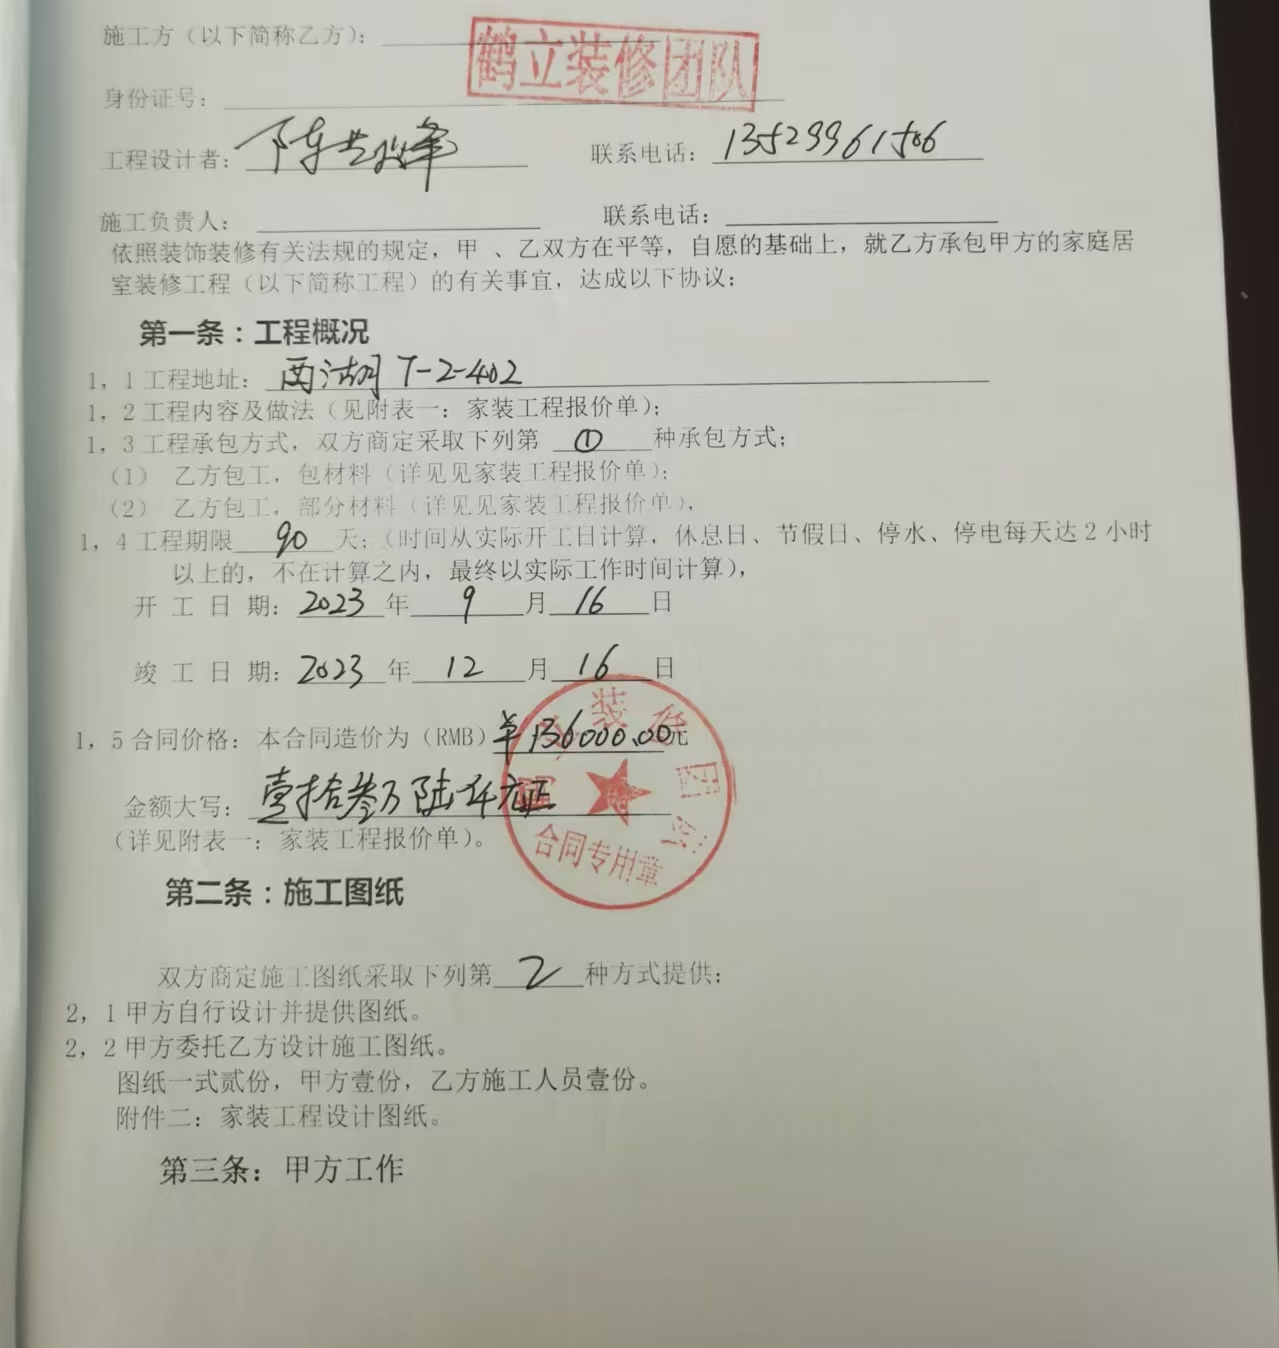 施工方（以下简称乙方）：
鹤立装修团队
身份证号：
工程设计者：陈 峰 联系电话：13529961506
施工负责人： 联系电话：
依照装饰装修有关法规的规定，甲 、乙双方在平等，自愿的基础上，就乙方承包甲方的家庭居
室装修工程（以下简称工程）的有关事宜，达成以下协议：
第一条：工程概况
1，1工程地址：西湖月 T-2-402
1，2工程内容及做法（见附表一：家装工程报价单）；
1，3工程承包方式，双方商定采取下列第 ① 种承包方式；
（1） 乙方包工，包材料（详见见家装工程报价单）；
（2） 乙方包工，部分材料（详见见家装工程报价单），
1，4工程期限 90 天；（时间从实际开工日计算，休息日、节假日、停水、停电每天达2小时
以上的，不在计算之内，最终以实际工作时间计算），
开 工 日 期：2023 年 9 月 16 日
竣 工 日 期：2023 年 12 月 16 日
1，5合同价格：本合同造价为（RMB）¥136000.00元
金额大写：壹拾叁万陆仟元正
（详见附表一：家装工程报价单）。
装修团队
合同专用章
第二条：施工图纸
双方商定施工图纸采取下列第 2 种方式提供：
2，1甲方自行设计并提供图纸。
2，2甲方委托乙方设计施工图纸。
图纸一式贰份，甲方壹份，乙方施工人员壹份。
附件二：家装工程设计图纸。
第三条：甲方工作